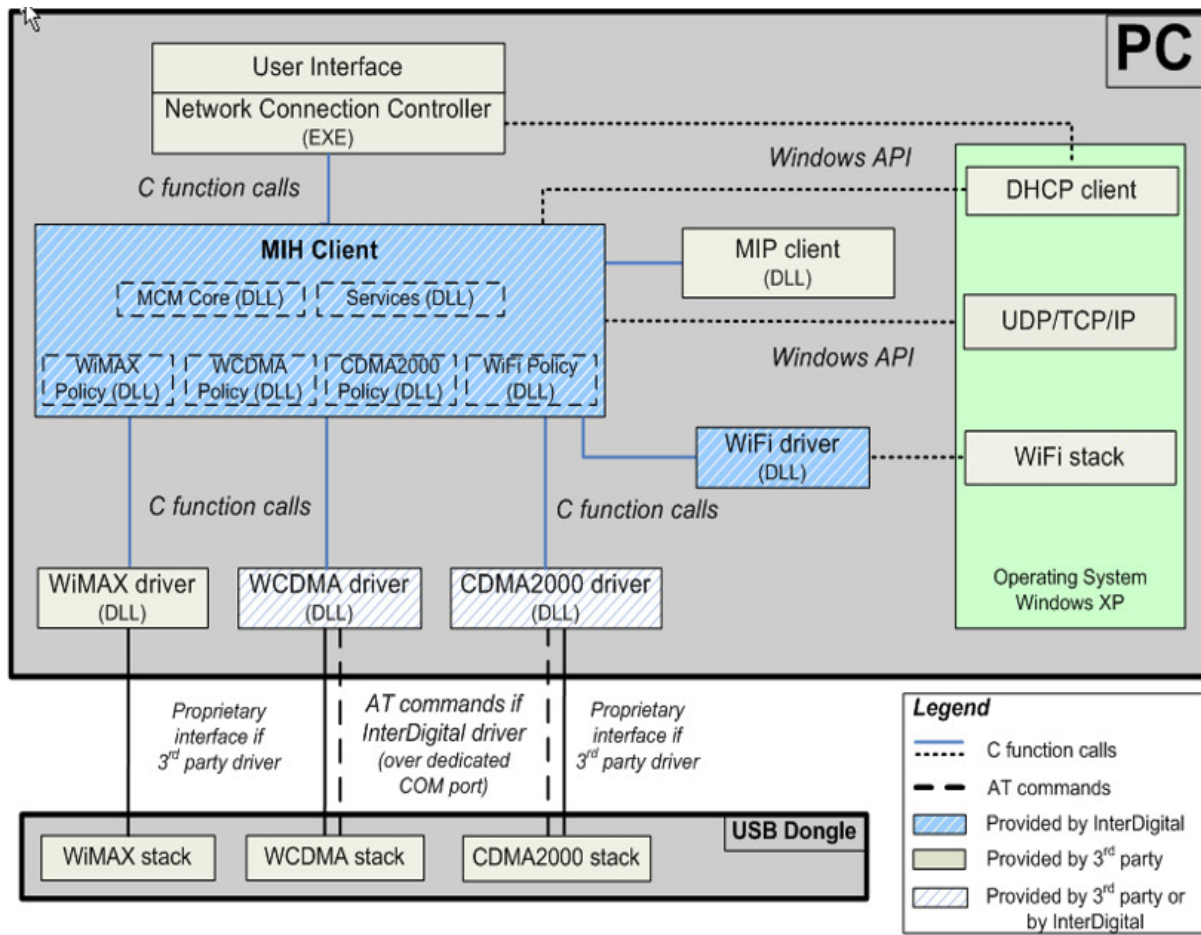 PC
User Interface
Network Connection Controller
(EXE)
Windows API
C function calls
DHCP client
MIH Client
MIP client
(DLL)
MCM Core (DLL)
Services (DLL)
UDP/TCP/IP
Windows API
WiMAX
Policy (DLL)
WCDMA
Policy (DLL)
CDMA2000
Policy (DLL)
WiFi Policy
(DLL)
WiFi driver
(DLL)
WiFi stack
C function calls
C function calls
WiMAX driver
(DLL)
WCDMA driver
(DLL)
CDMA2000 driver
(DLL)
Operating System
Windows XP
Proprietary
interface if
3rd party driver
AT commands if
InterDigital driver
(over dedicated
COM port)
Proprietary
interface if
3rd party driver
Legend
C function calls
AT commands
Provided by InterDigital
Provided by 3rd party
Provided by 3rd party or
by InterDigital
USB Dongle
WiMAX stack
WCDMA stack
CDMA2000 stack